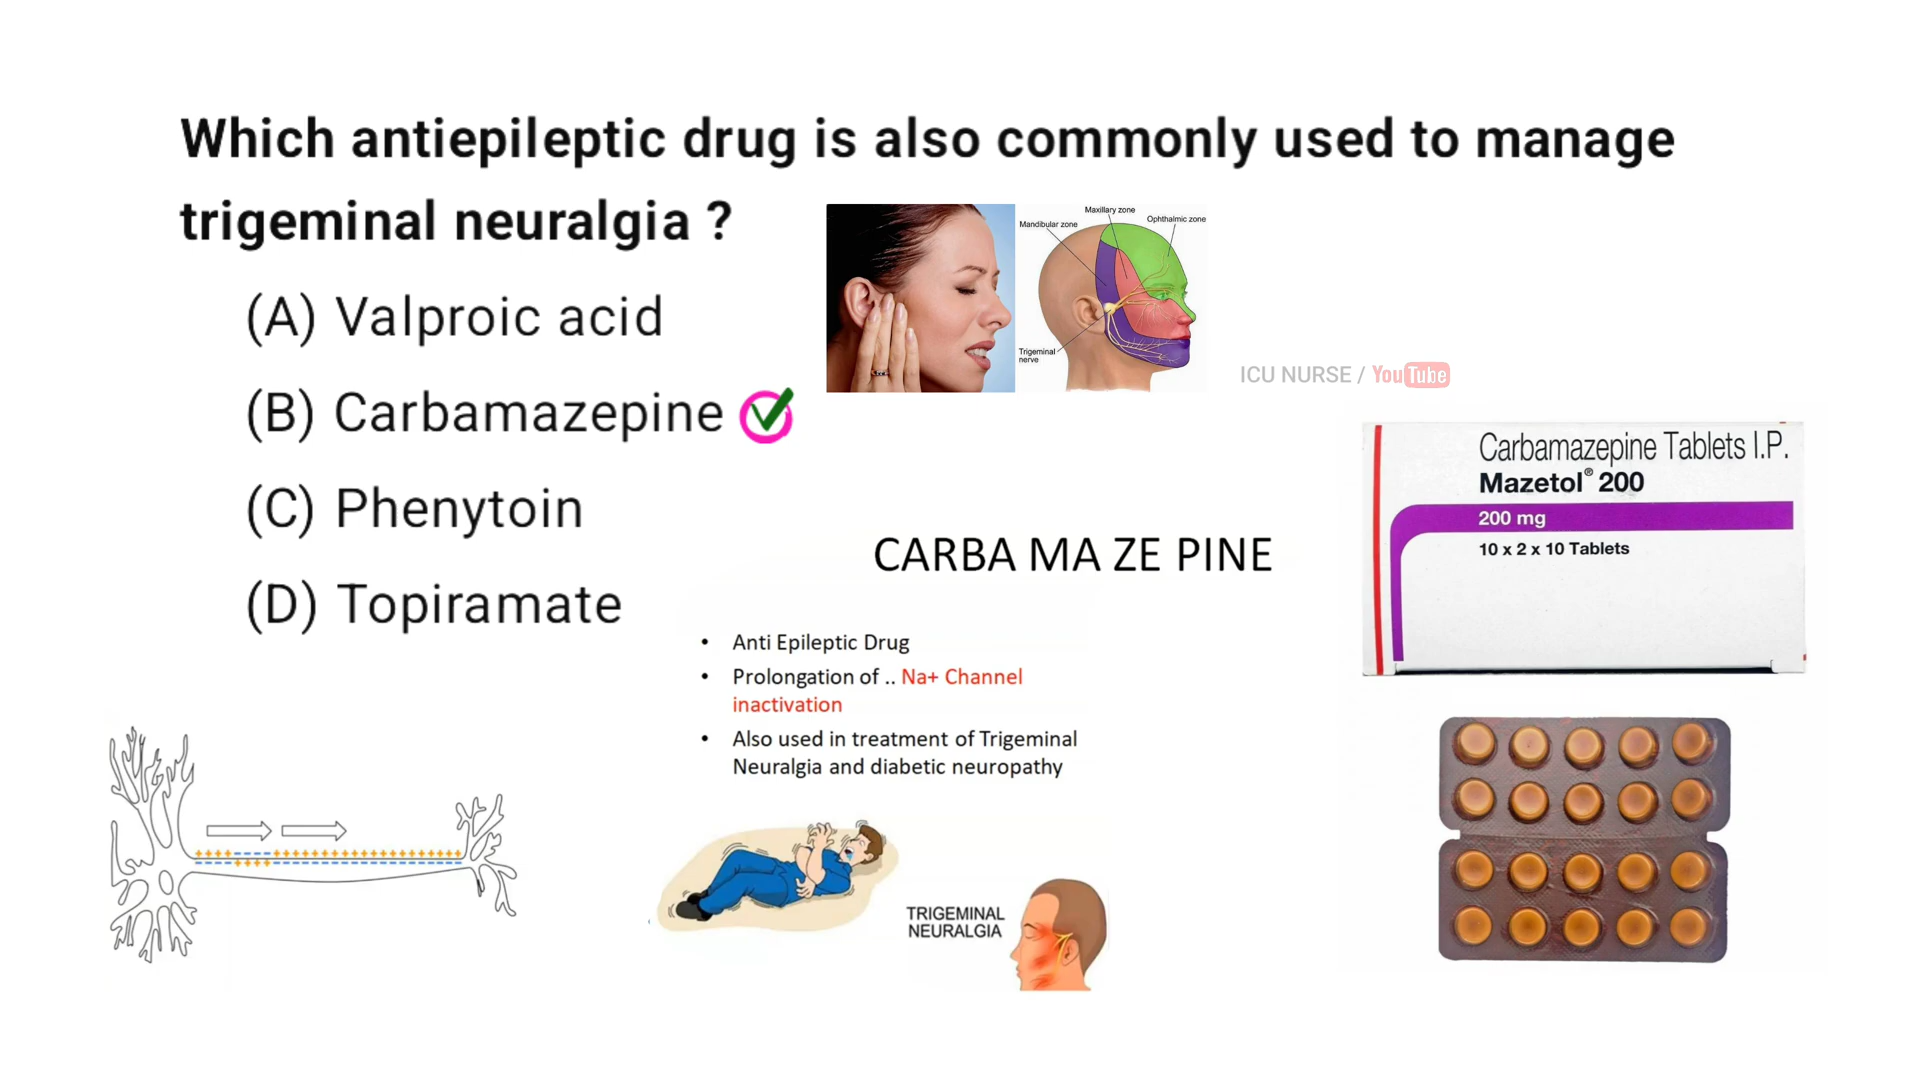 Which antiepileptic drug is also commonly used to manage
trigeminal neuralgia ?
(A) Valproic acid
(B) Carbamazepine
(C) Phenytoin
(D) Topiramate
Maxillary zone
Mandibular zone
Ophthalmic zone
Trigeminal
nerve
ICU NURSE / YouTube
Carbamazepine Tablets I.P.
Mazetol® 200
200 mg
10 x 2 x 10 Tablets
CARBA MA ZE PINE
• Anti Epileptic Drug
• Prolongation of .. Na+ Channel
inactivation
• Also used in treatment of Trigeminal
Neuralgia and diabetic neuropathy
TRIGEMINAL
NEURALGIA